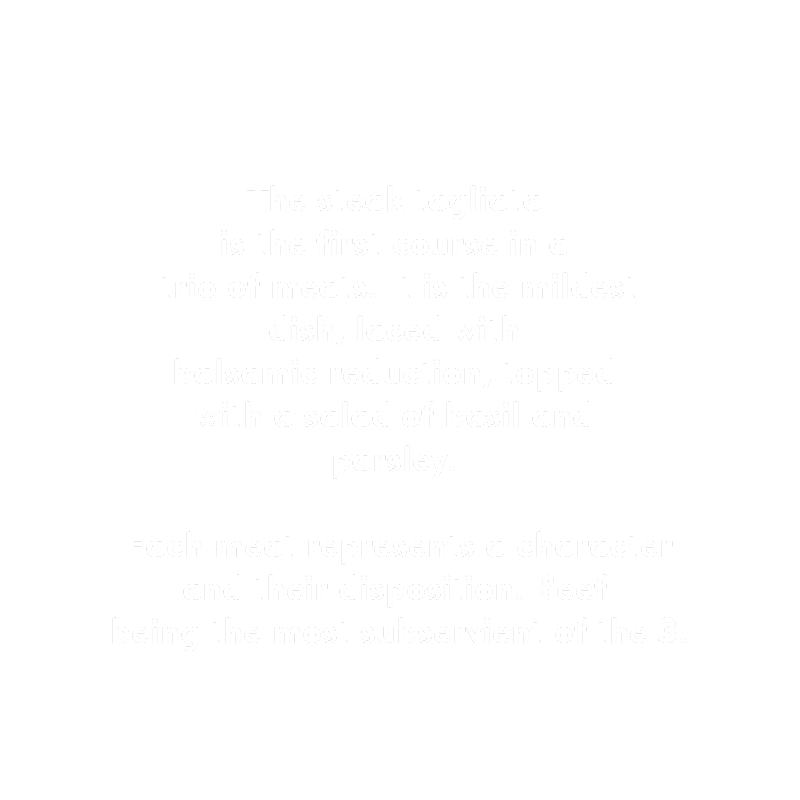 The steak tagliata
is the first course in a
trio of meats. It is the mildest
dish, laced with
balsamic reduction, topped
with a salad of basil and
parsley.
Each meat represents a character
and their disposition. Beef
being the most subservient of the 3.